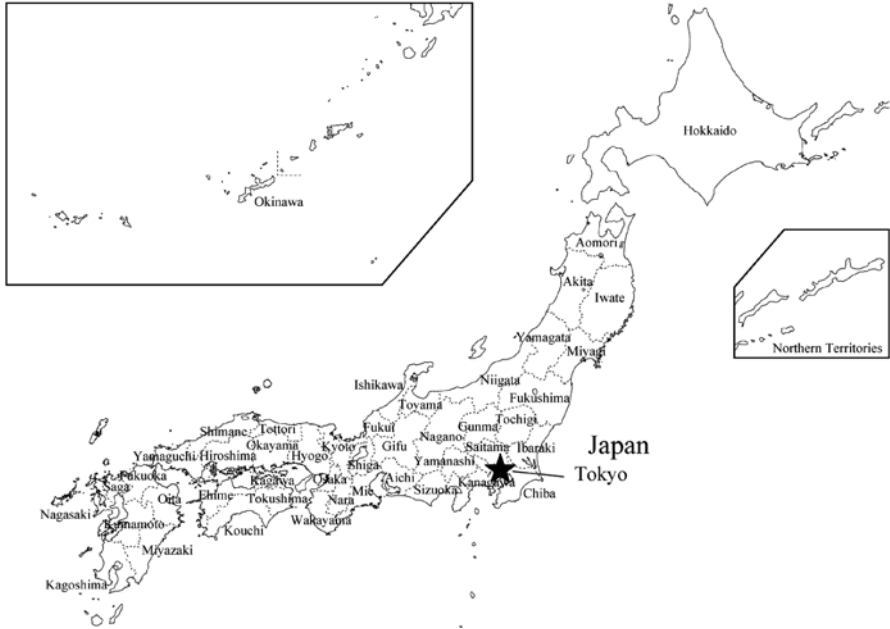 Hokkaido
Okinawa
Aomori
Akita
Iwate
Northern Territories
Yamagata
Miyagi
Ishikawa
Niigata
Fukushima
Toyama
Tochigi
Shimane
Tottori
Fukui
Gunma
Nagano
Okayama
Kyoto
Gifu
Saitama
Ibaraki
Japan
Yamaguchi
Hiroshima
Hyogo
Shiga
Yamanashi
Tokyo
Fukuoka
Saga
Kagawa
Osaka
Aichi
Kanagawa
Oita
Ehime
Tokushima
Nara
Mie
Sizuoka
Chiba
Nagasaki
Kumamoto
Kouchi
Wakayama
Miyazaki
Kagoshima